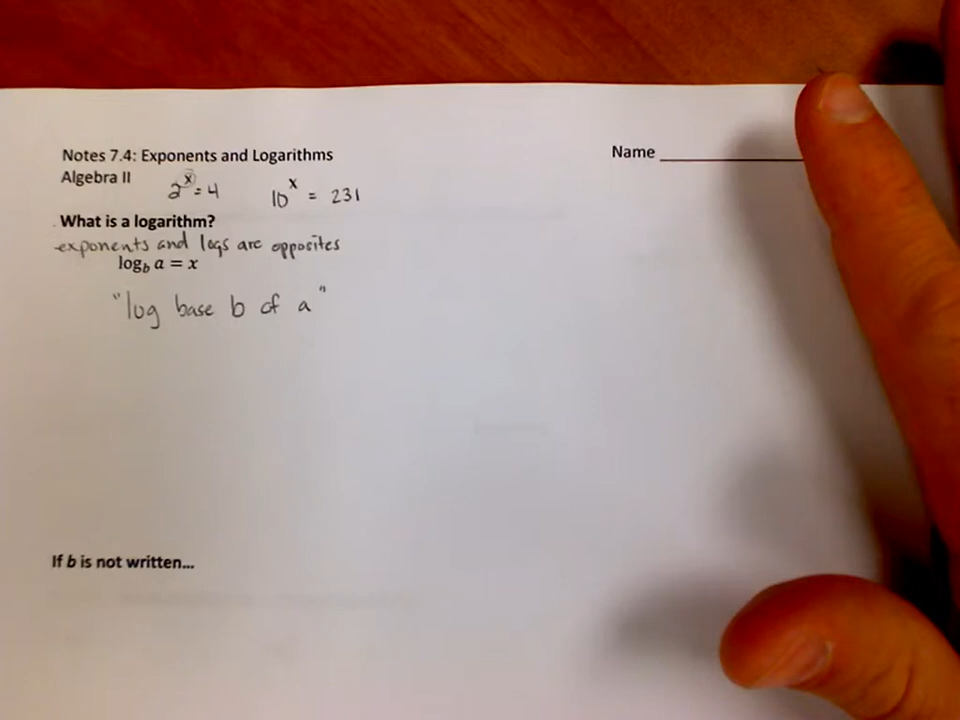 Notes 7.4: Exponents and Logarithms Name
Algebra II 2^x = 4 10^x = 231
What is a logarithm?
exponents and logs are opposites
log_b a = x
"log base b of a"
If b is not written...